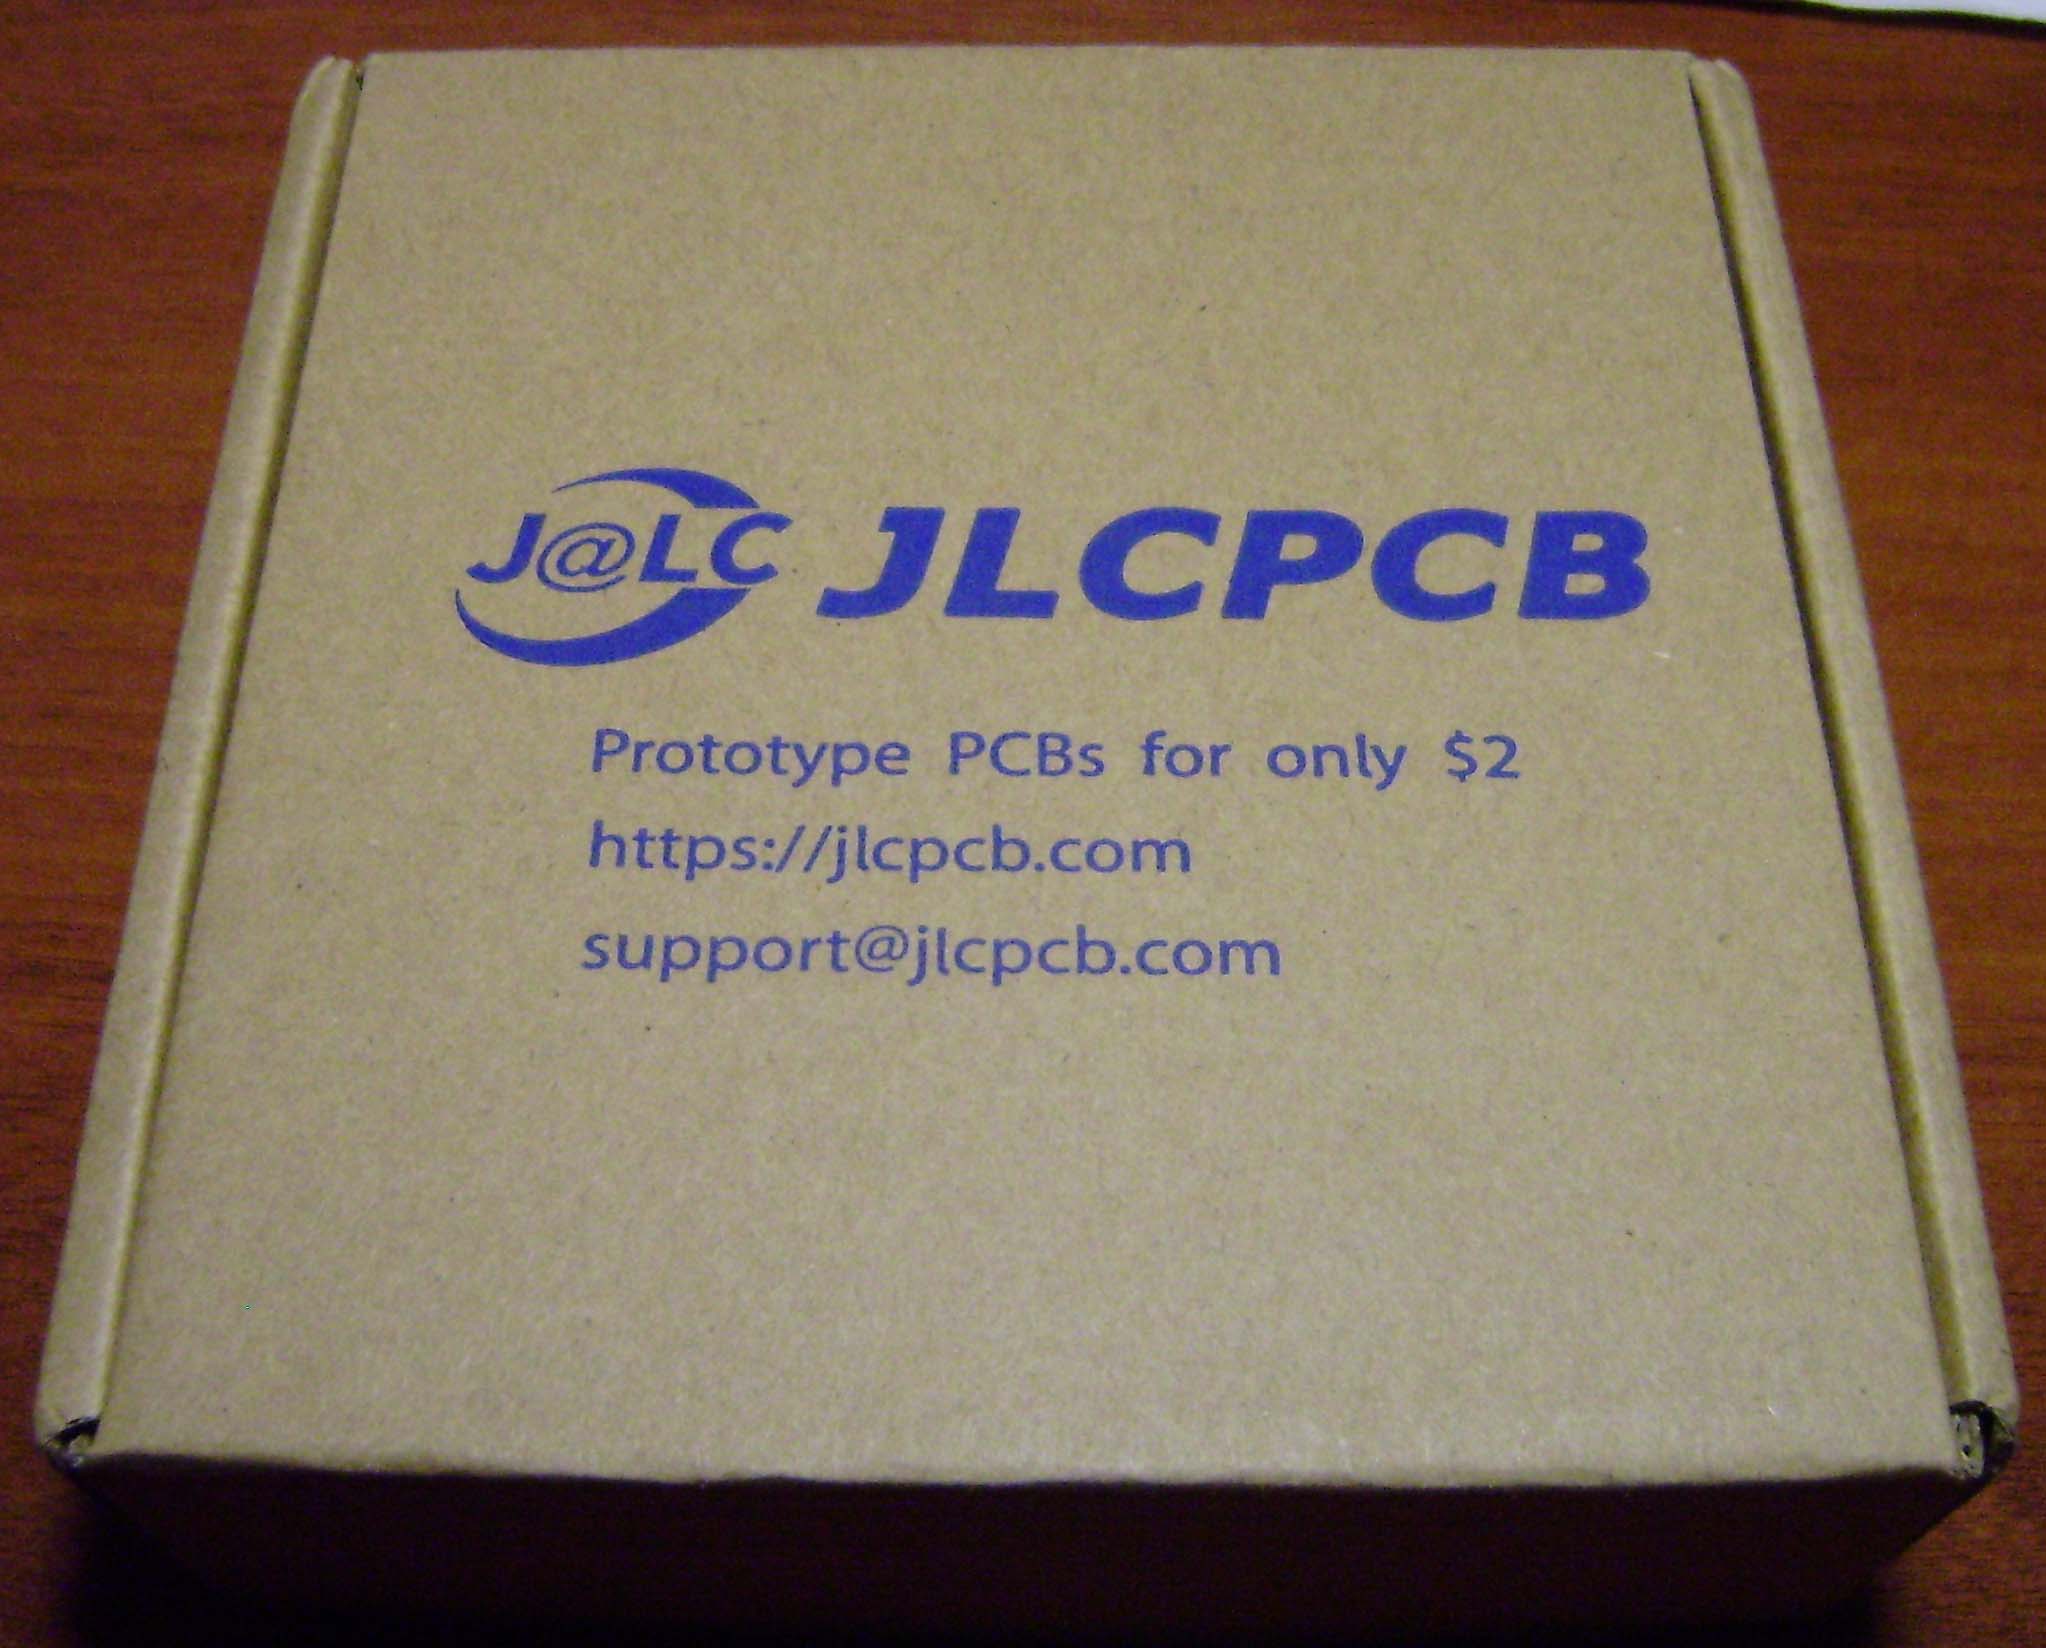 J@LC JLCPCB
Prototype PCBs for only $2
https://jlcpcb.com
support@jlcpcb.com